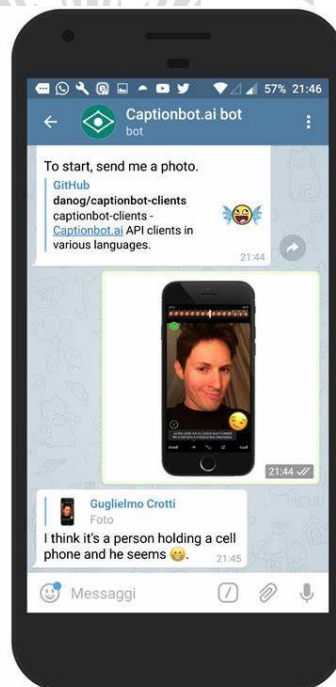 57% 21:46
Captionbot.ai bot
bot
To start, send me a photo.
GitHub
danog/captionbot-clients
captionbot-clients -
Captionbot.ai API clients in
various languages.
21:44
21:44
Guglielmo Crotti
Foto
I think it's a person holding a cell
phone and he seems 😁.
21:45
Messaggi